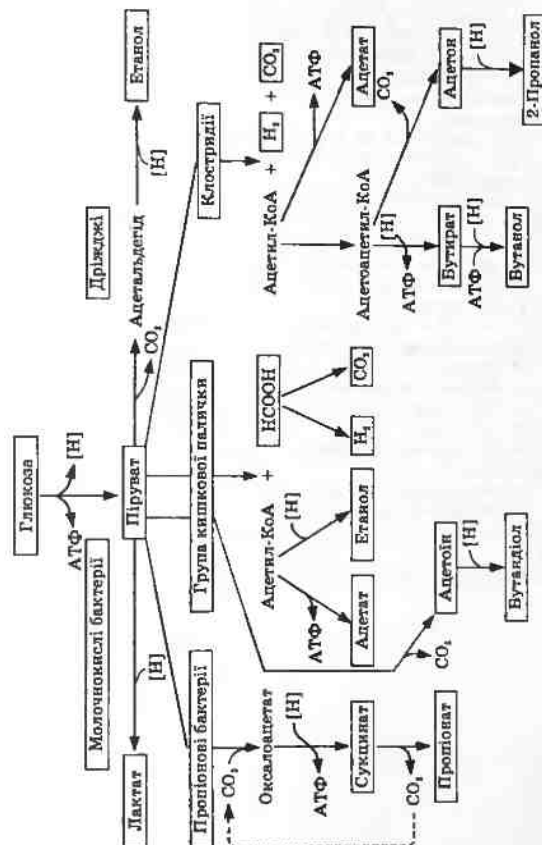 Глюкоза
АТФ
[H]
Молочнокислі бактерії
Дріжджі
Лактат
[H]
Піруват
Ацетальдегід
[H]
Етанол
CO₂
Пропіонові бактерії
Група кишкової палички
Клостридії
CO₂
Оксалоацетат
[H]
АТФ
Сукцинат
CO₂
Пропіонат
Ацетил-КоА + HCOOH
[H]
АТФ
Ацетат
Етанол
H₂
CO₂
CO₂
Ацетоїн
[H]
Бутандіол
Ацетил-КоА + H₂ + CO₂
АТФ
Ацетат
Ацетоацетил-КоА
CO₂
[H]
АТФ
Бутират
АТФ
[H]
Бутанол
Ацетон
[H]
2-Пропанол